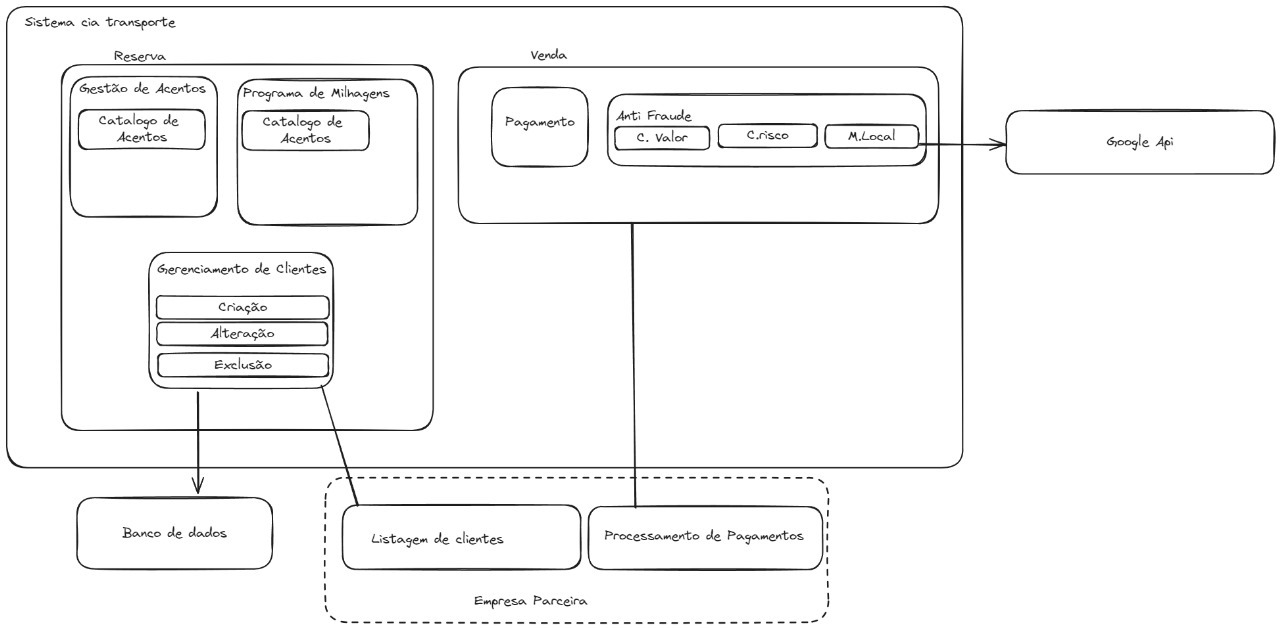 Sistema cia transporte
Reserva
Venda
Gestão de Acentos
Catalogo de
Acentos
Programa de Milhagens
Catalogo de
Acentos
Pagamento
Anti Fraude
C. Valor
C.risco
M.Local
Google Api
Gerenciamento de Clientes
Criação
Alteração
Exclusão
Banco de dados
Listagem de clientes
Processamento de Pagamentos
Empresa Parceira